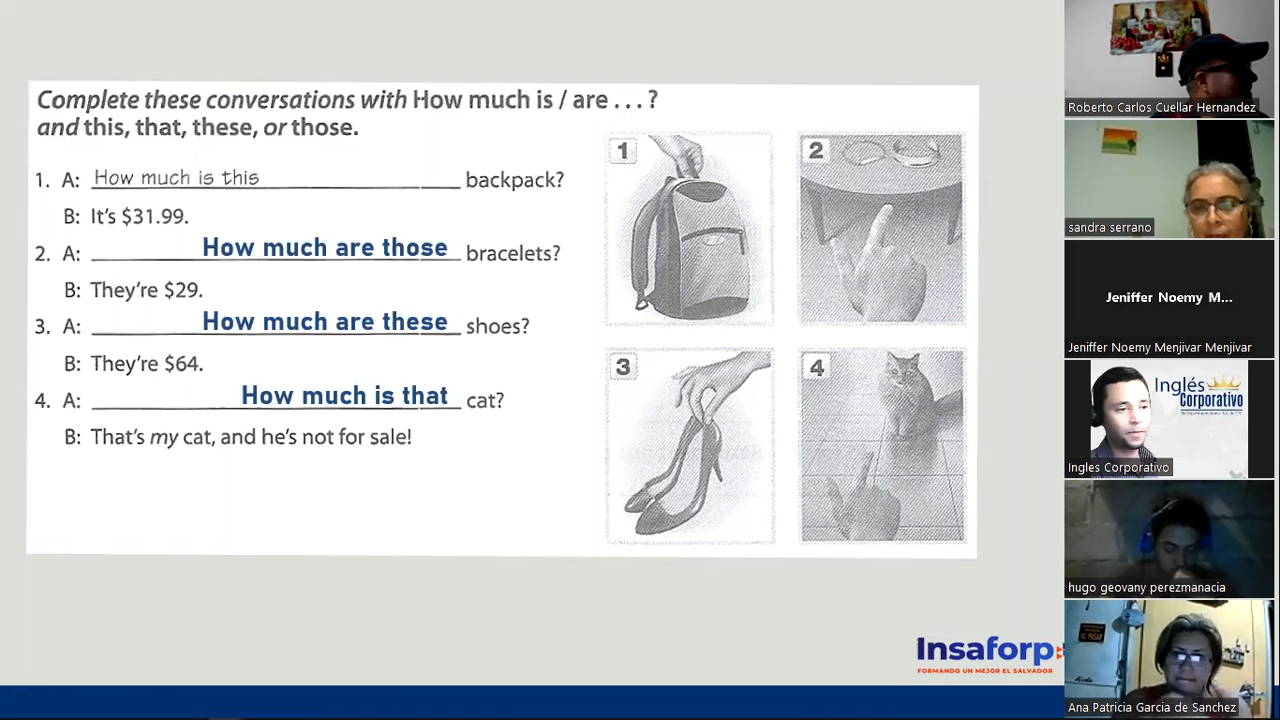 Complete these conversations with How much is / are . . . ?
and this, that, these, or those.
1. A: How much is this backpack?
B: It's $31.99.
2. A: How much are those bracelets?
B: They're $29.
3. A: How much are these shoes?
B: They're $64.
4. A: How much is that cat?
B: That's my cat, and he's not for sale!
1
2
3
4
Insaforp
FORMANDO UN MEJOR EL SALVADOR
Roberto Carlos Cuellar Hernandez
sandra serrano
Jeniffer Noemy M...
Jeniffer Noemy Menjivar Menjivar
Inglés
Corporativo
Ingles Corporativo
hugo geovany perezmanacia
Ana Patricia Garcia de Sanchez